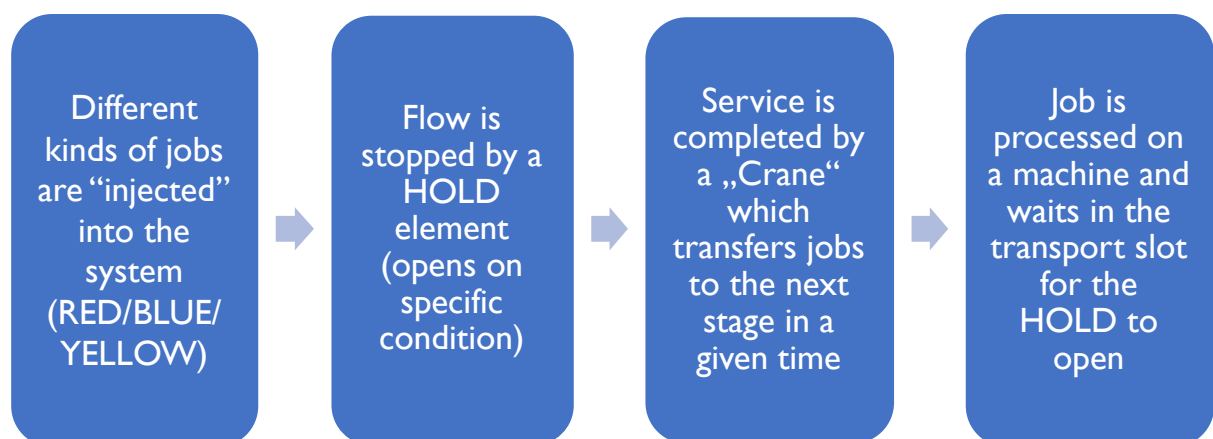 Different
kinds of jobs
are “injected”
into the
system
(RED/BLUE/
YELLOW)
Flow is
stopped by a
HOLD
element
(opens on
specific
condition)
Service is
completed by
a „Crane“
which
transfers jobs
to the next
stage in a
given time
Job is
processed on
a machine and
waits in the
transport slot
for the
HOLD to
open